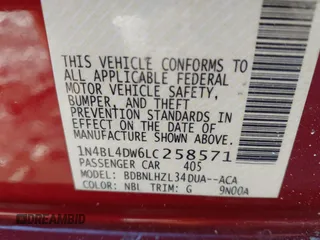 THIS VEHICLE CONFORMS TO
ALL APPLICABLE FEDERAL
MOTOR VEHICLE SAFETY,
BUMPER, AND THEFT
PREVENTION STANDARDS IN
EFFECT ON THE DATE OF
MANUFACTURE SHOWN ABOVE.
1N4BL4DW6LC258571
PASSENGER CAR 405
MODEL: BDBNLHZL34DUA--ACA
COLOR: NBL TRIM: G 9N00A
© AutoBidMaster